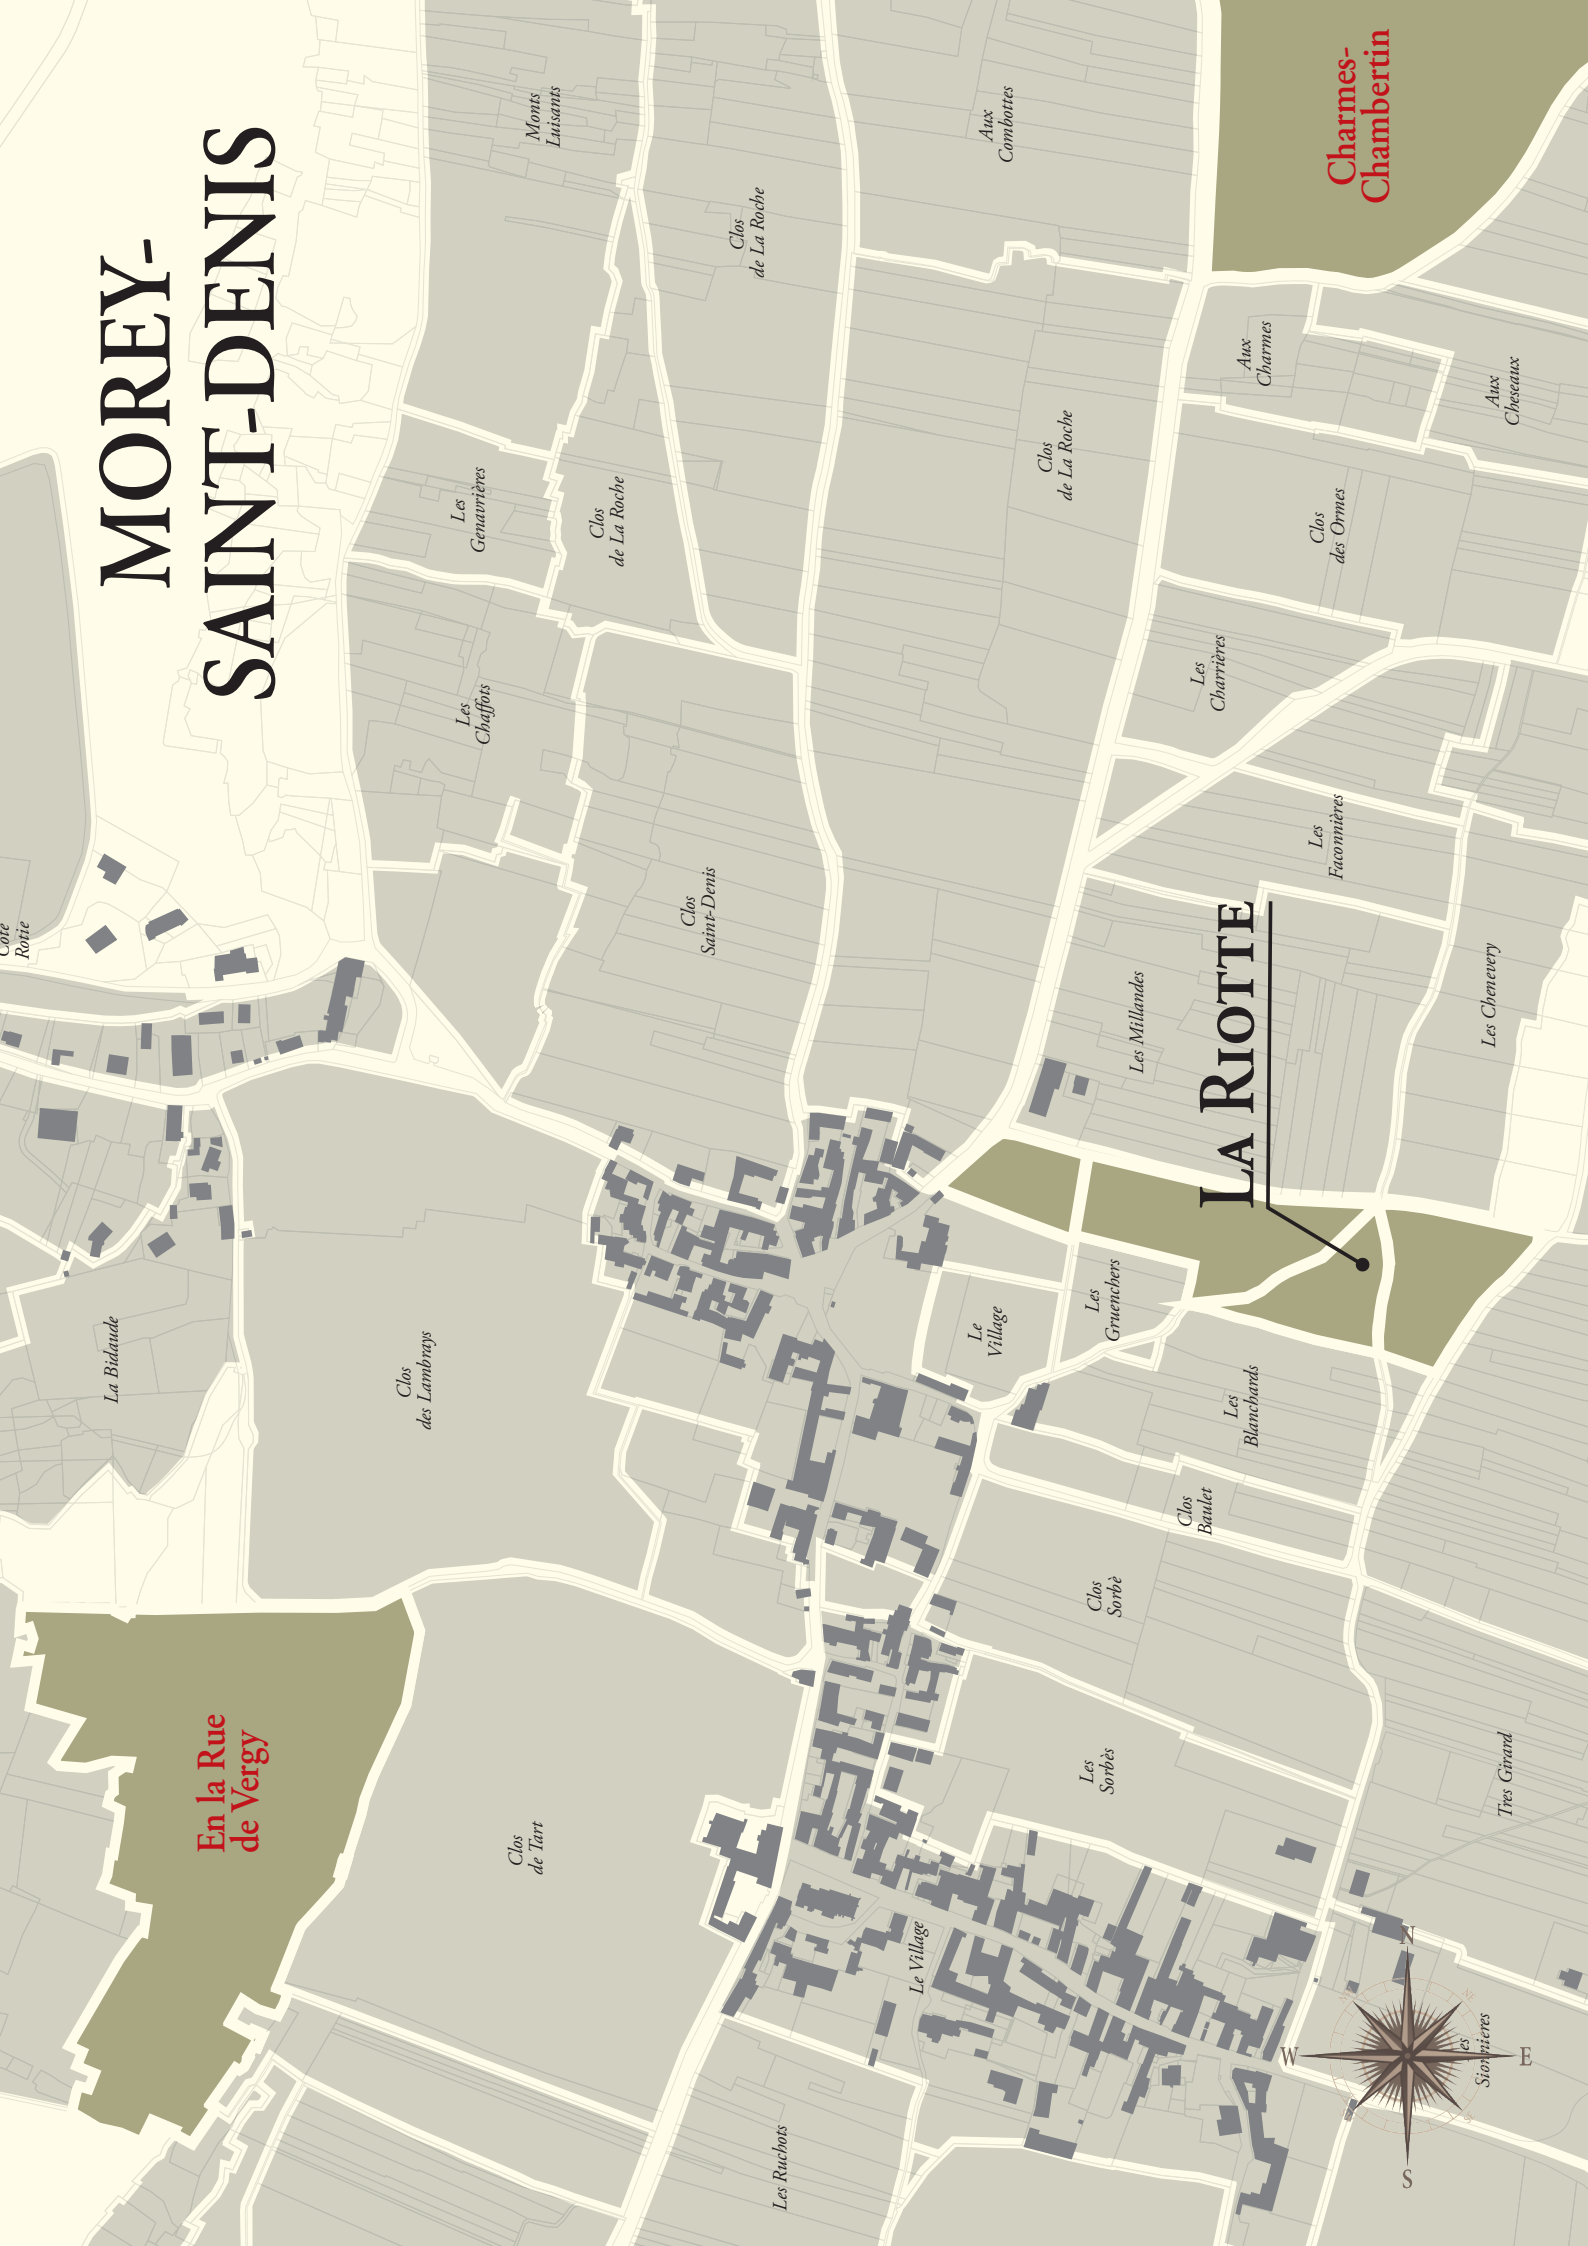 MOREY-
SAINT-DENIS
Monts
Luisants
Clos
de La Roche
Aux
Combottes
Charmes-
Chambertin
Aux
Charmes
Aux
Cheseaux
Les
Genavrières
Clos
de La Roche
Clos
de La Roche
Clos
des Ormes
Les
Chaffots
Les
Charrières
Les
Faconnières
Rotie
Clos
Saint-Denis
Les Millandes
LA RIOTTE
Les Chenevery
La Bidaude
Clos
des Lambrays
Le
Village
Les
Gruenchers
Les
Blanchards
Clos
Baulet
Clos
Sorbè
En la Rue
de Vergy
Clos
de Tart
Les
Sorbès
Tres Girard
Le Village
Les Ruchots
N
W
E
S